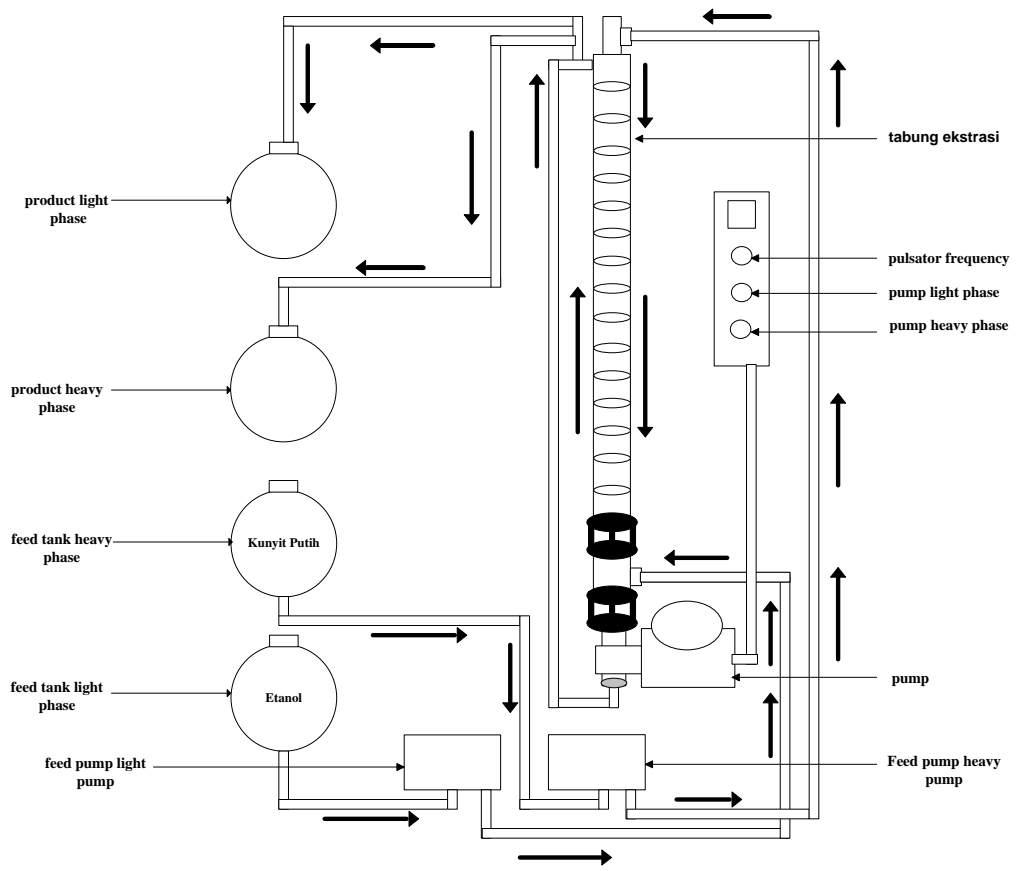 tabung ekstrasi
product light
phase
pulsator frequency
pump light phase
pump heavy phase
product heavy
phase
feed tank heavy
phase
Kunyit Putih
feed tank light
phase
Etanol
pump
feed pump light
pump
Feed pump heavy
pump